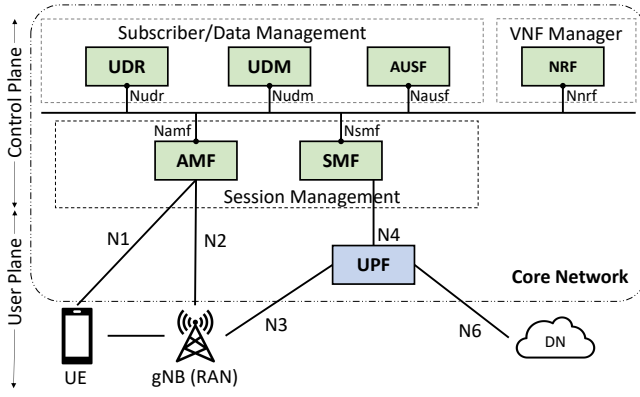 Subscriber/Data Management
VNF Manager
UDR
UDM
AUSF
NRF
Nudr
Nudm
Nausf
Nnrf
Control Plane
Namf
Nsmf
AMF
SMF
Session Management
N1
N2
N4
User Plane
UPF
Core Network
N3
N6
DN
UE
gNB (RAN)